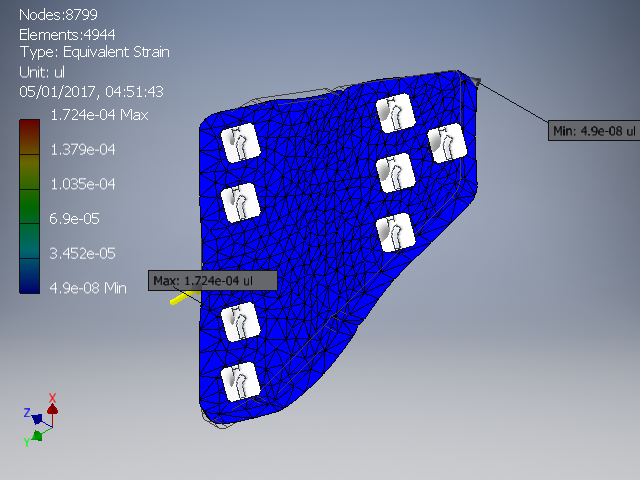 Nodes:8799
Elements:4944
Type: Equivalent Strain
Unit: ul
05/01/2017, 04:51:43
1.724e-04 Max
1.379e-04
1.035e-04
6.9e-05
3.452e-05
4.9e-08 Min
Min: 4.9e-08 ul
Max: 1.724e-04 ul
X
Z
Y